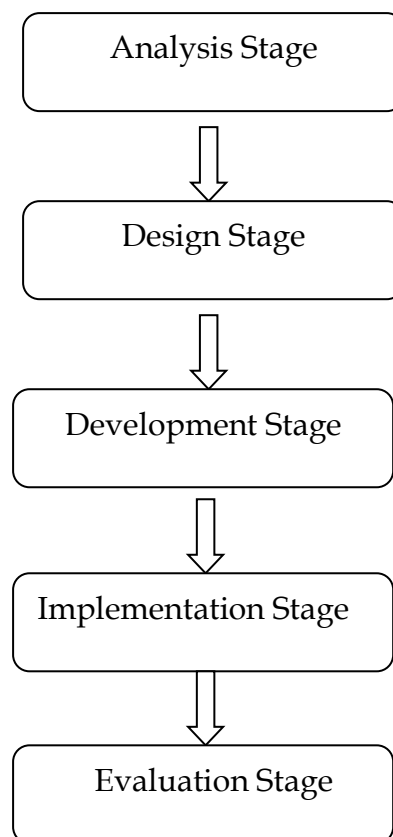 Analysis Stage
Design Stage
Development Stage
Implementation Stage
Evaluation Stage